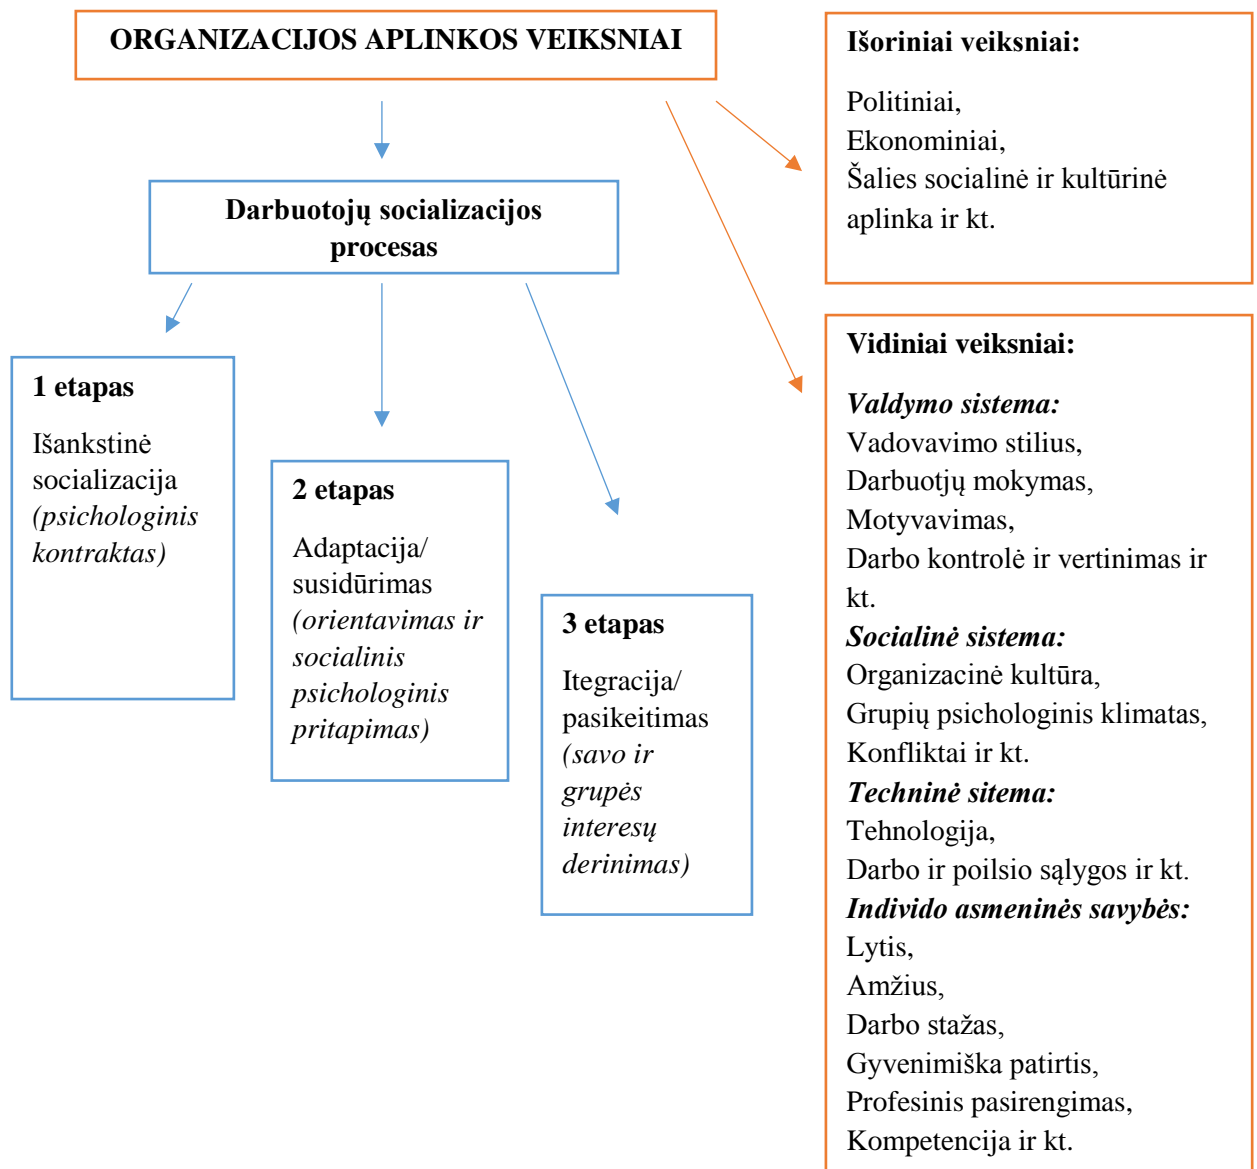 ORGANIZACIJOS APLINKOS VEIKSNIAI
Darbuotojų socializacijos
procesas
1 etapas
Išankstinė
socializacija
(psichologinis
kontraktas)
2 etapas
Adaptacija/
susidūrimas
(orientavimas ir
socialinis
psichologinis
pritapimas)
3 etapas
Itegracija/
pasikeitimas
(savo ir
grupės
interesų
derinimas)
Išoriniai veiksniai:
Politiniai,
Ekonominiai,
Šalies socialinė ir kultūrinė
aplinka ir kt.
Vidiniai veiksniai:
Valdymo sistema:
Vadovavimo stilius,
Darbuotjų mokymas,
Motyvavimas,
Darbo kontrolė ir vertinimas ir
kt.
Socialinė sistema:
Organizacinė kultūra,
Grupių psichologinis klimatas,
Konfliktai ir kt.
Techninė sitema:
Tehnologija,
Darbo ir poilsio sąlygos ir kt.
Individo asmeninės savybės:
Lytis,
Amžius,
Darbo stažas,
Gyvenimiška patirtis,
Profesinis pasirengimas,
Kompetencija ir kt.